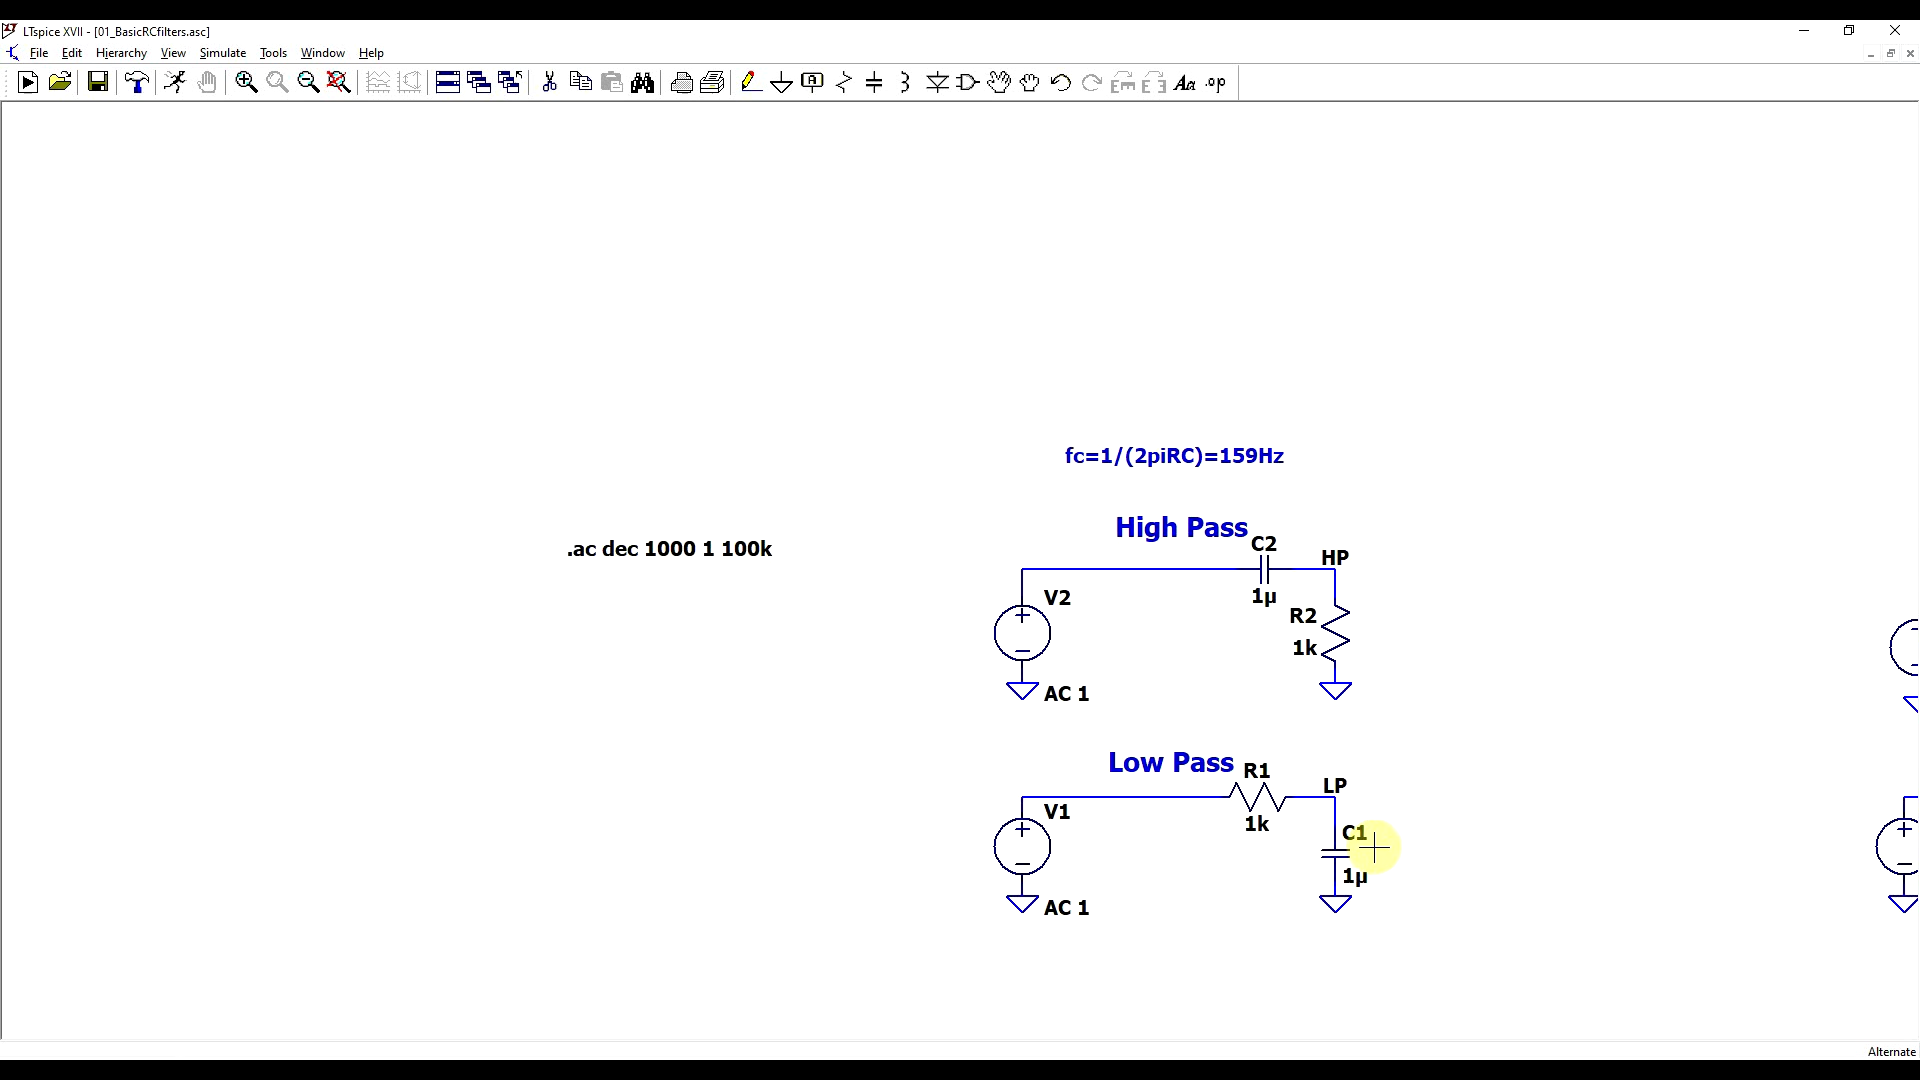 LTspice XVII - [01_BasicRCfilters.asc]
File Edit Hierarchy View Simulate Tools Window Help
A
Aa .op
fc=1/(2piRC)=159Hz
High Pass
C2
HP
.ac dec 1000 1 100k
V2
1µ
R2
1k
AC 1
Low Pass
R1
LP
V1
1k
C1
1µ
AC 1
Alternate